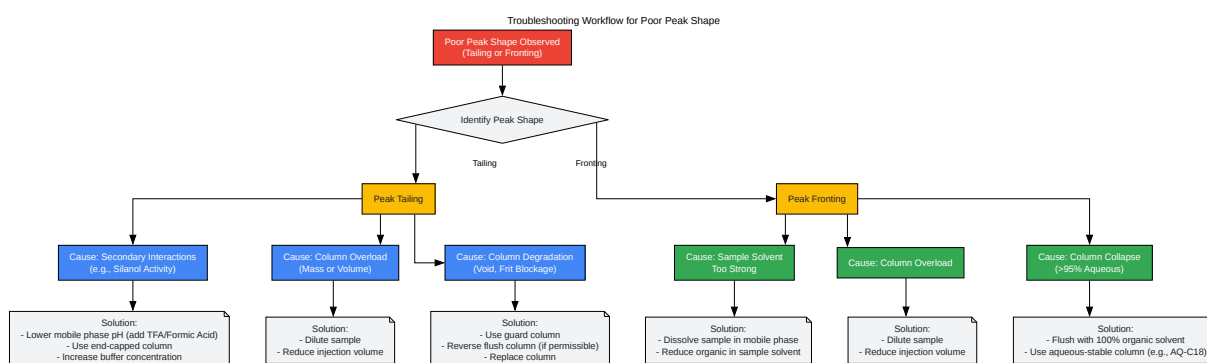 Troubleshooting Workflow for Poor Peak Shape
Poor Peak Shape Observed
(Tailing or Fronting)
Identify Peak Shape
Tailing
Fronting
Peak Tailing
Peak Fronting
Cause: Secondary Interactions
(e.g., Silanol Activity)
Cause: Column Overload
(Mass or Volume)
Cause: Column Degradation
(Void, Frit Blockage)
Cause: Sample Solvent
Too Strong
Cause: Column Overload
Cause: Column Collapse
(>95% Aqueous)
Solution:
- Lower mobile phase pH (add TFA/Formic Acid)
- Use end-capped column
- Increase buffer concentration
Solution:
- Dilute sample
- Reduce injection volume
Solution:
- Use guard column
- Reverse flush column (if permissible)
- Replace column
Solution:
- Dissolve sample in mobile phase
- Reduce organic in sample solvent
Solution:
- Dilute sample
- Reduce injection volume
Solution:
- Flush with 100% organic solvent
- Use aqueous-stable column (e.g., AQ-C18)